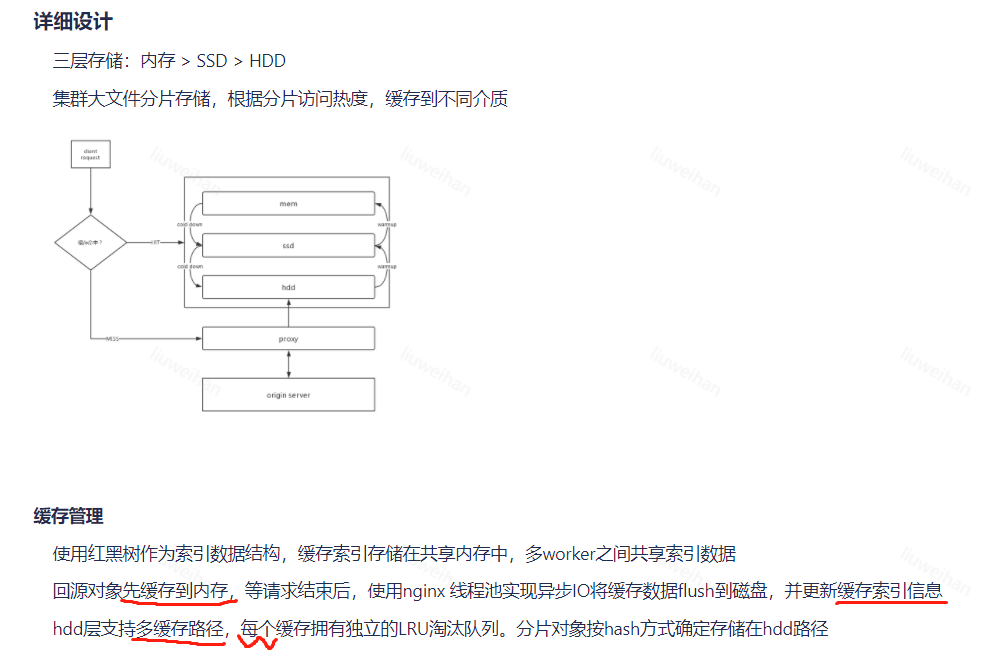 详细设计
三层存储：内存 > SSD > HDD
集群大文件分片存储，根据分片访问热度，缓存到不同介质
client
request
liuweihan
liuweihan
liuweihan
liuweihan
mem
cold down
warmup
HIT
ssd
cold down
warmup
hdd
MISS
proxy
liuweihan
liuweihan
liuweihan
liuweihan
origin server
缓存管理
使用红黑树作为索引数据结构，缓存索引存储在共享内存中，多worker之间共享索引数据
回源对象先缓存到内存，等请求结束后，使用nginx 线程池实现异步IO将缓存数据flush到磁盘，并更新缓存索引信息
hdd层支持多缓存路径，每个缓存拥有独立的LRU淘汰队列。分片对象按hash方式确定存储在hdd路径